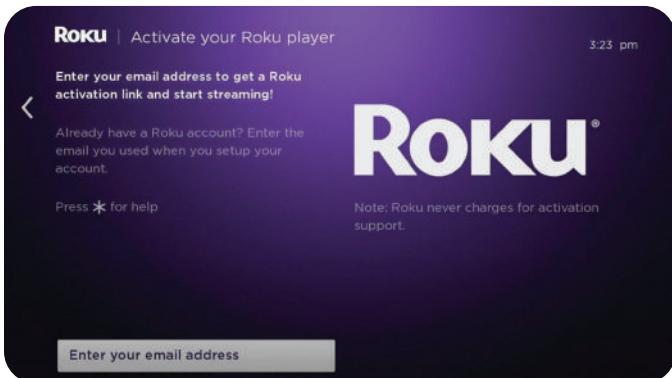 Roku | Activate your Roku player
3:23 pm
Enter your email address to get a Roku
activation link and start streaming!
Already have a Roku account? Enter the
email you used when you setup your
account.
Press * for help
Roku®
Note: Roku never charges for activation
support.
Enter your email address